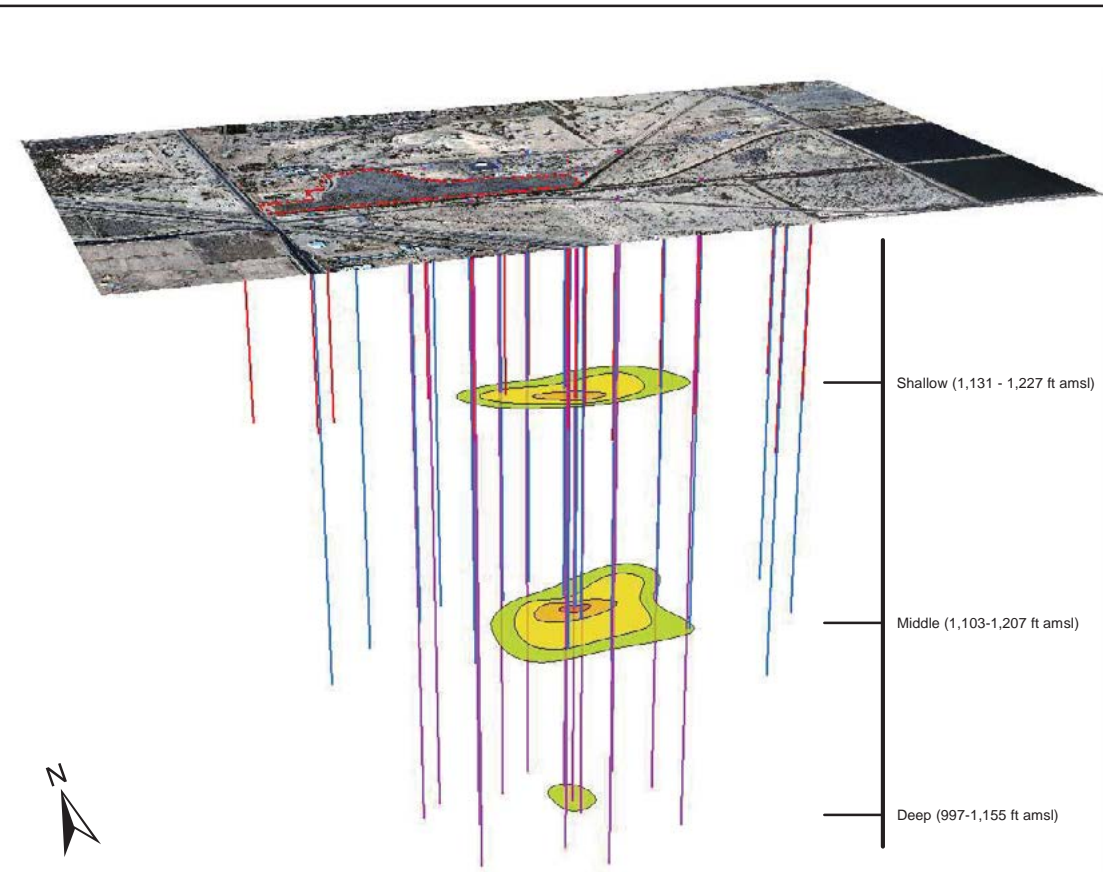 Shallow (1,131 - 1,227 ft amsl)
Middle (1,103-1,207 ft amsl)
N
Deep (997-1,155 ft amsl)